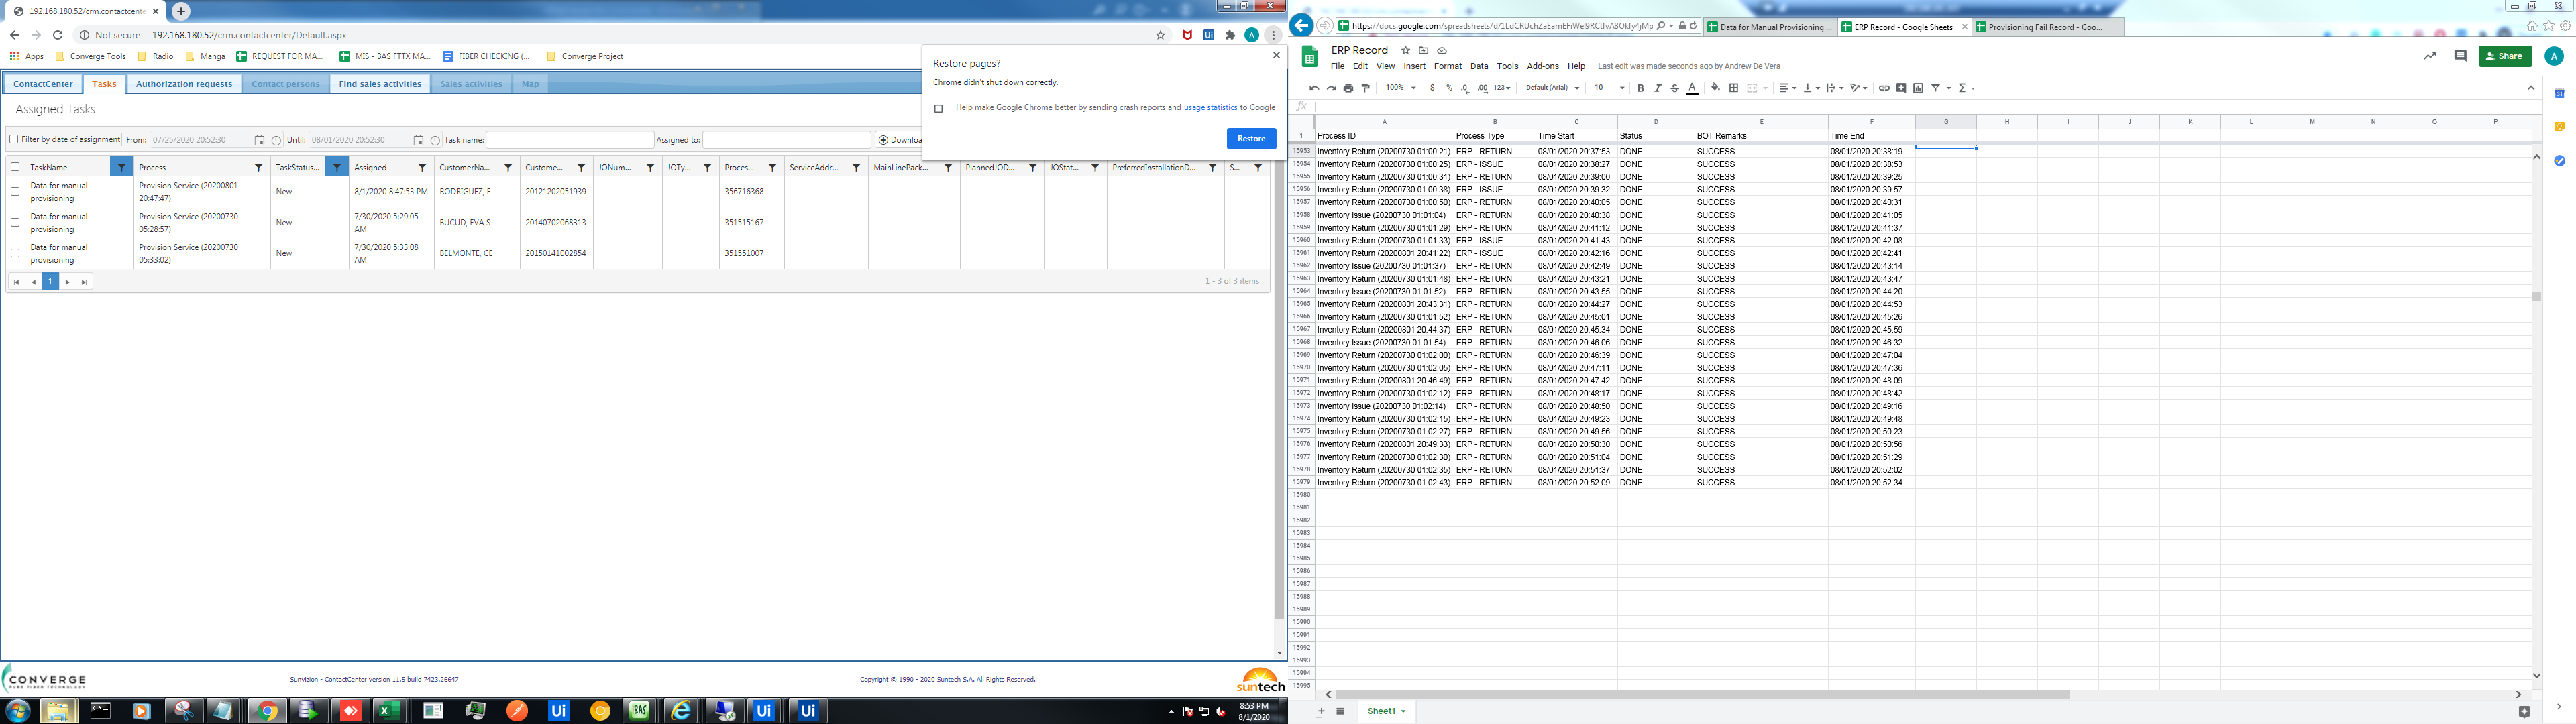 192.168.180.52/crm.contactcente
Not secure | 192.168.180.52/crm.contactcenter/Default.aspx
Apps Converge Tools Radio Manga REQUEST FOR MA... MIS - BAS FTTX MA... FIBER CHECKING (... Converge Project
Restore pages?
Chrome didn't shut down correctly.
Help make Google Chrome better by sending crash reports and usage statistics to Google
Restore
ContactCenter Tasks Authorization requests Contact persons Find sales activities Sales activities Map
Assigned Tasks
Filter by date of assignment From: 07/25/2020 20:52:30 Until: 08/01/2020 20:52:30 Task name: Assigned to: Downloa
TaskName Process TaskStatus... Assigned CustomerNa... Custome... JONum... JOTy... Proces... ServiceAddr... MainLinePack... PlannedJOD... JOStat... PreferredInstallationD... S...
Data for manual provisioning Provision Service (20200801 20:47:47) New 8/1/2020 8:47:53 PM RODRIGUEZ, F 20121202051939 356716368
Data for manual provisioning Provision Service (20200730 05:28:57) New 7/30/2020 5:29:05 AM BUCUD, EVA S 20140702068313 351515167
Data for manual provisioning Provision Service (20200730 05:33:02) New 7/30/2020 5:33:08 AM BELMONTE, CE 20150141002854 351551007
1
1 - 3 of 3 items
CONVERGE
PURE FIBER TECHNOLOGY
Sunvizion - ContactCenter version 11.5 build 7423.26647
Copyright © 1990 - 2020 Suntech S.A. All Rights Reserved.
suntech
8:53 PM
8/1/2020
https://docs.google.com/spreadsheets/d/1LdCRUchZaEamEFiWel9RCtfvA8Okfy4jMp
Data for Manual Provisioning ... ERP Record - Google Sheets Provisioning Fail Record - Goo...
ERP Record
File Edit View Insert Format Data Tools Add-ons Help Last edit was made seconds ago by Andrew De Vera
Share
100% $ % .0 .00 123 Default (Arial) 10 B I S A
fx
A B C D E F G H I J K L M N O P
1 Process ID Process Type Time Start Status BOT Remarks Time End
15953 Inventory Return (20200730 01:00:21) ERP - RETURN 08/01/2020 20:37:53 DONE SUCCESS 08/01/2020 20:38:19
15954 Inventory Return (20200730 01:00:25) ERP - ISSUE 08/01/2020 20:38:27 DONE SUCCESS 08/01/2020 20:38:53
15955 Inventory Return (20200730 01:00:31) ERP - RETURN 08/01/2020 20:39:00 DONE SUCCESS 08/01/2020 20:39:25
15956 Inventory Return (20200730 01:00:38) ERP - ISSUE 08/01/2020 20:39:32 DONE SUCCESS 08/01/2020 20:39:57
15957 Inventory Return (20200730 01:00:50) ERP - RETURN 08/01/2020 20:40:05 DONE SUCCESS 08/01/2020 20:40:31
15958 Inventory Issue (20200730 01:01:04) ERP - RETURN 08/01/2020 20:40:38 DONE SUCCESS 08/01/2020 20:41:05
15959 Inventory Return (20200730 01:01:29) ERP - RETURN 08/01/2020 20:41:12 DONE SUCCESS 08/01/2020 20:41:37
15960 Inventory Return (20200730 01:01:33) ERP - ISSUE 08/01/2020 20:41:43 DONE SUCCESS 08/01/2020 20:42:08
15961 Inventory Return (20200801 20:41:22) ERP - ISSUE 08/01/2020 20:42:16 DONE SUCCESS 08/01/2020 20:42:41
15962 Inventory Issue (20200730 01:01:37) ERP - RETURN 08/01/2020 20:42:49 DONE SUCCESS 08/01/2020 20:43:14
15963 Inventory Return (20200730 01:01:48) ERP - RETURN 08/01/2020 20:43:21 DONE SUCCESS 08/01/2020 20:43:47
15964 Inventory Issue (20200730 01:01:52) ERP - RETURN 08/01/2020 20:43:55 DONE SUCCESS 08/01/2020 20:44:20
15965 Inventory Return (20200801 20:43:31) ERP - RETURN 08/01/2020 20:44:27 DONE SUCCESS 08/01/2020 20:44:53
15966 Inventory Return (20200730 01:01:52) ERP - RETURN 08/01/2020 20:45:01 DONE SUCCESS 08/01/2020 20:45:26
15967 Inventory Return (20200801 20:44:37) ERP - RETURN 08/01/2020 20:45:34 DONE SUCCESS 08/01/2020 20:45:59
15968 Inventory Issue (20200730 01:01:54) ERP - RETURN 08/01/2020 20:46:06 DONE SUCCESS 08/01/2020 20:46:32
15969 Inventory Return (20200730 01:02:00) ERP - RETURN 08/01/2020 20:46:39 DONE SUCCESS 08/01/2020 20:47:04
15970 Inventory Return (20200730 01:02:05) ERP - RETURN 08/01/2020 20:47:11 DONE SUCCESS 08/01/2020 20:47:36
15971 Inventory Return (20200801 20:46:49) ERP - RETURN 08/01/2020 20:47:42 DONE SUCCESS 08/01/2020 20:48:09
15972 Inventory Return (20200730 01:02:12) ERP - RETURN 08/01/2020 20:48:17 DONE SUCCESS 08/01/2020 20:48:42
15973 Inventory Issue (20200730 01:02:14) ERP - RETURN 08/01/2020 20:48:50 DONE SUCCESS 08/01/2020 20:49:16
15974 Inventory Return (20200730 01:02:15) ERP - RETURN 08/01/2020 20:49:23 DONE SUCCESS 08/01/2020 20:49:48
15975 Inventory Return (20200730 01:02:27) ERP - RETURN 08/01/2020 20:49:56 DONE SUCCESS 08/01/2020 20:50:23
15976 Inventory Return (20200801 20:49:33) ERP - RETURN 08/01/2020 20:50:30 DONE SUCCESS 08/01/2020 20:50:56
15977 Inventory Return (20200730 01:02:30) ERP - RETURN 08/01/2020 20:51:04 DONE SUCCESS 08/01/2020 20:51:29
15978 Inventory Return (20200730 01:02:35) ERP - RETURN 08/01/2020 20:51:37 DONE SUCCESS 08/01/2020 20:52:02
15979 Inventory Return (20200730 01:02:43) ERP - RETURN 08/01/2020 20:52:09 DONE SUCCESS 08/01/2020 20:52:34
15980
15981
15982
15983
15984
15985
15986
15987
15988
15989
15990
15991
15992
15993
15994
15995
Sheet1